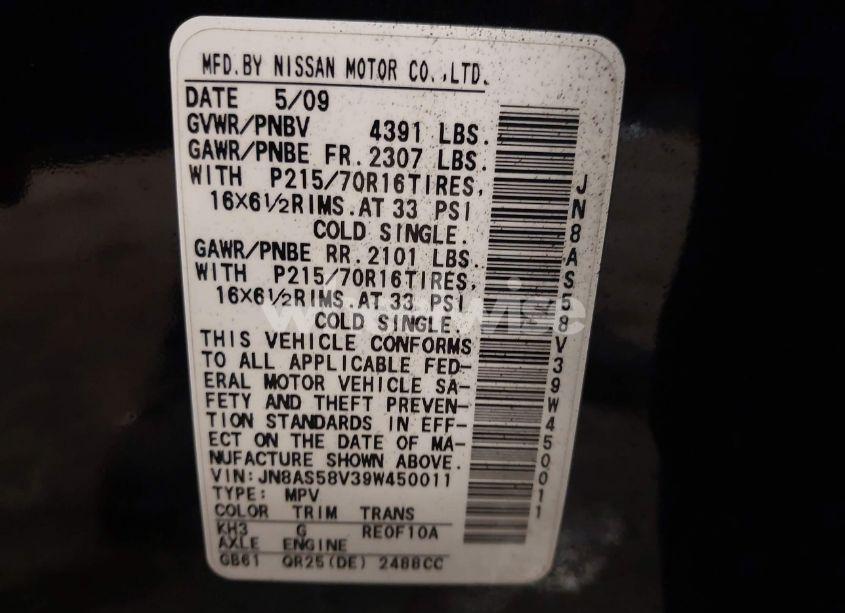 MFD.BY NISSAN MOTOR CO.,LTD.
DATE 5/09
GVWR/PNBV 4391 LBS.
GAWR/PNBE FR. 2307 LBS.
WITH P215/70R16TIRES,
16×6½RIMS.AT 33 PSI
COLD SINGLE.
GAWR/PNBE RR. 2101 LBS.
WITH P215/70R16TIRES,
16×6½RIMS.AT 33 PSI
COLD SINGLE.
THIS VEHICLE CONFORMS
TO ALL APPLICABLE FED-
ERAL MOTOR VEHICLE SA-
FETY AND THEFT PREVEN-
TION STANDARDS IN EFF-
ECT ON THE DATE OF MA-
NUFACTURE SHOWN ABOVE.
VIN:JN8AS58V39W450011
TYPE: MPV
COLOR TRIM TRANS
KH3 G RE0F10A
AXLE ENGINE
GB61 QR25(DE) 2488CC
JN8AS58V39W450011